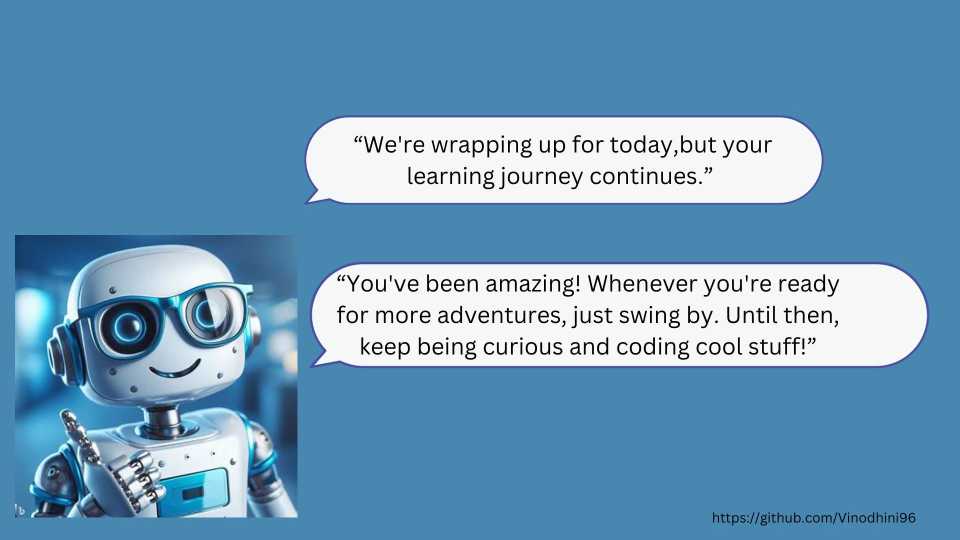 “We're wrapping up for today,but your
learning journey continues.”
“You've been amazing! Whenever you're ready
for more adventures, just swing by. Until then,
keep being curious and coding cool stuff!”
https://github.com/Vinodhini96